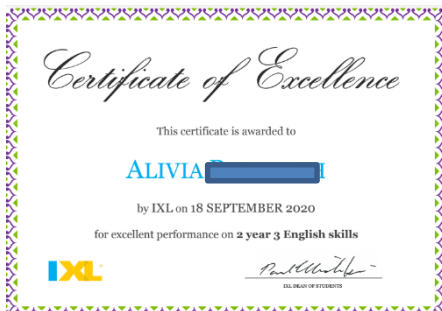 Certificate of Excellence
This certificate is awarded to
ALIVIA
by IXL on 18 SEPTEMBER 2020
for excellent performance on 2 year 3 English skills
IXL
IXL DEAN OF STUDENTS